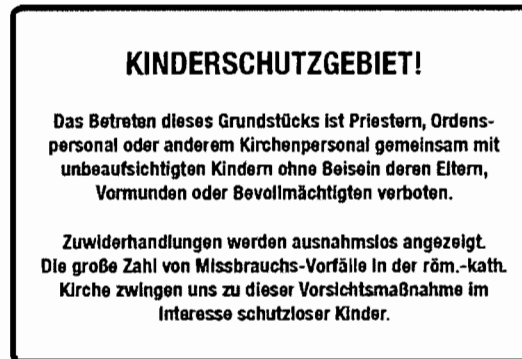 KINDERSCHUTZGEBIET!
Das Betreten dieses Grundstücks ist Priestern, Ordens-
personal oder anderem Kirchenpersonal gemeinsam mit
unbeaufsichtigten Kindern ohne Beisein deren Eltern,
Vormunden oder Bevollmächtigten verboten.
Zuwiderhandlungen werden ausnahmslos angezeigt.
Die große Zahl von Missbrauchs-Vorfälle in der röm.-kath.
Kirche zwingen uns zu dieser Vorsichtsmaßnahme im
Interesse schutzloser Kinder.